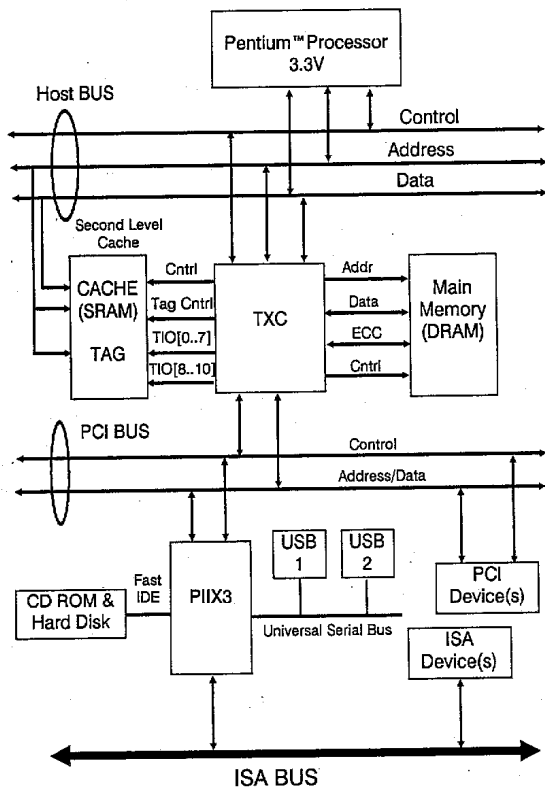 Pentium™Processor
3.3V
Host BUS
Control
Address
Data
Second Level
Cache
CACHE
(SRAM)
TAG
Cntrl
Tag Cntrl
TIO[0..7]
TIO[8..10]
TXC
Addr
Data
ECC
Cntrl
Main
Memory
(DRAM)
PCI BUS
Control
Address/Data
CD ROM &
Hard Disk
Fast
IDE
PIIX3
USB
1
USB
2
Universal Serial Bus
PCI
Device(s)
ISA
Device(s)
ISA BUS